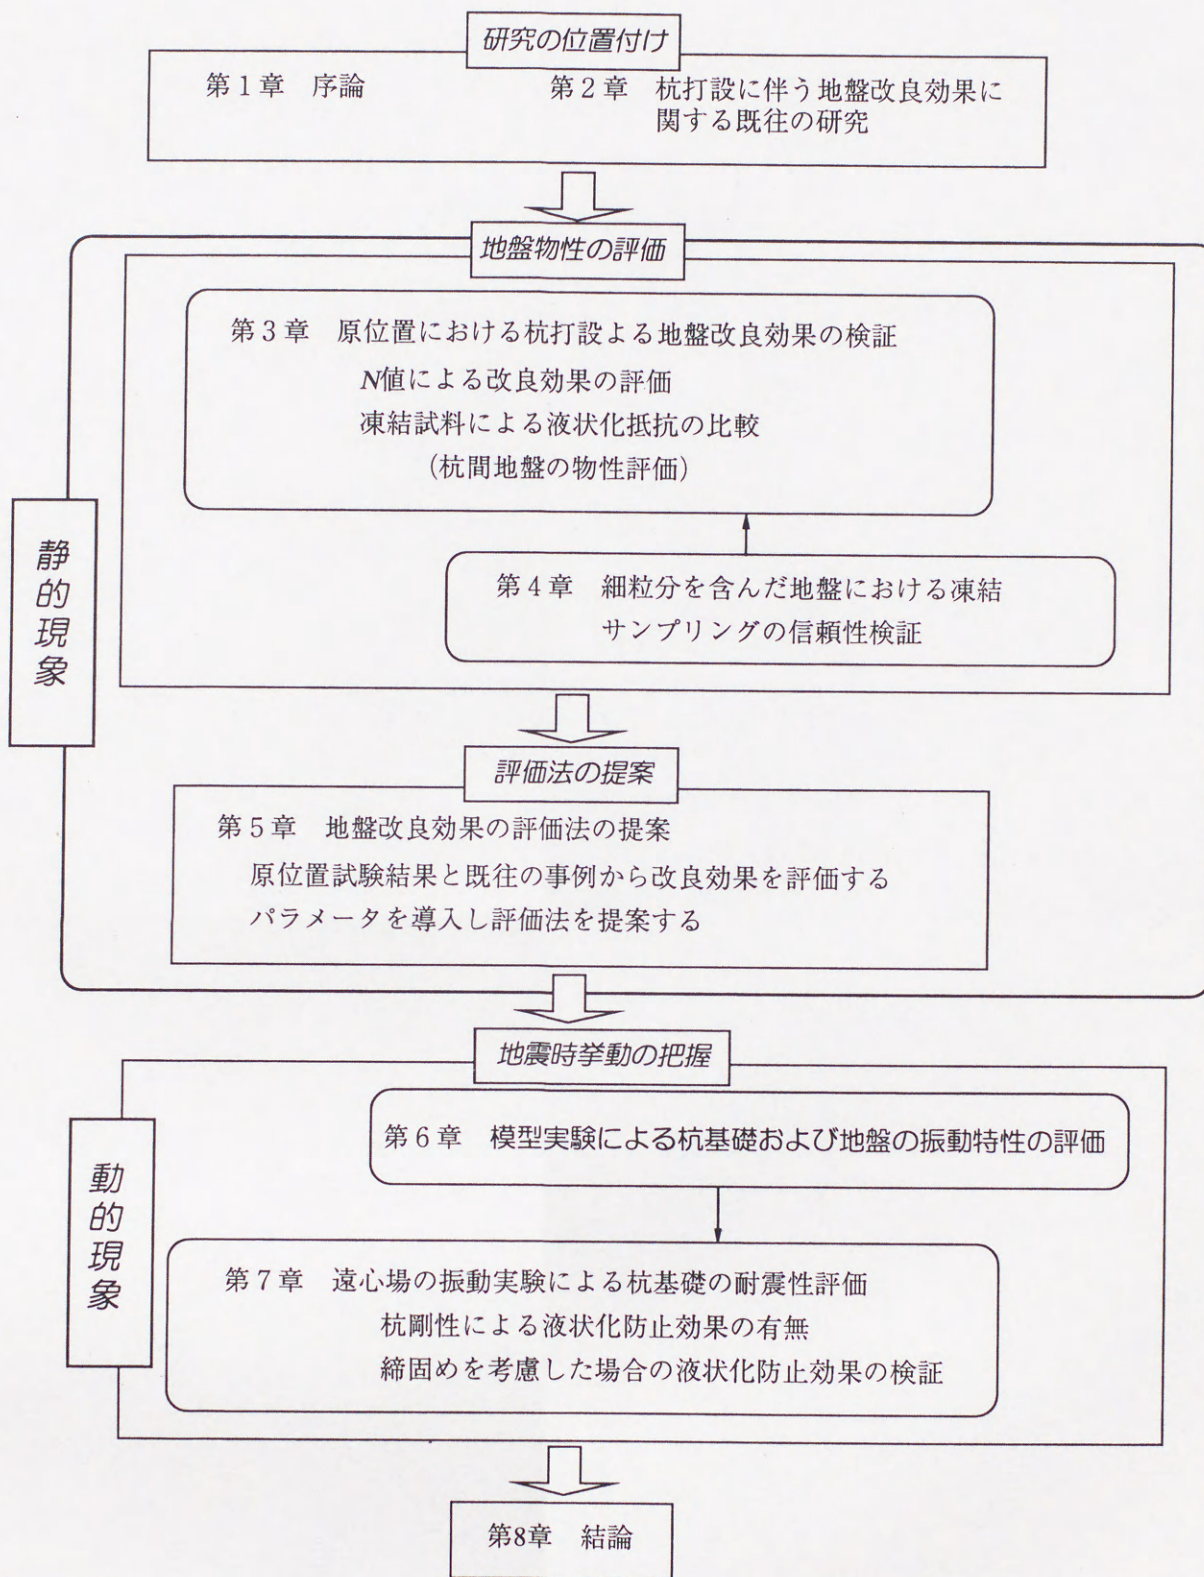 研究の位置付け
第1章 序論
第2章 杭打設に伴う地盤改良効果に
関する既往の研究
地盤物性の評価
第3章 原位置における杭打設よる地盤改良効果の検証
N値による改良効果の評価
凍結試料による液状化抵抗の比較
(杭間地盤の物性評価)
第4章 細粒分を含んだ地盤における凍結
サンプリングの信頼性検証
静的現象
評価法の提案
第5章 地盤改良効果の評価法の提案
原位置試験結果と既往の事例から改良効果を評価する
パラメータを導入し評価法を提案する
地震時挙動の把握
第6章 模型実験による杭基礎および地盤の振動特性の評価
動的現象
第7章 遠心場の振動実験による杭基礎の耐震性評価
杭剛性による液状化防止効果の有無
締固めを考慮した場合の液状化防止効果の検証
第8章 結論